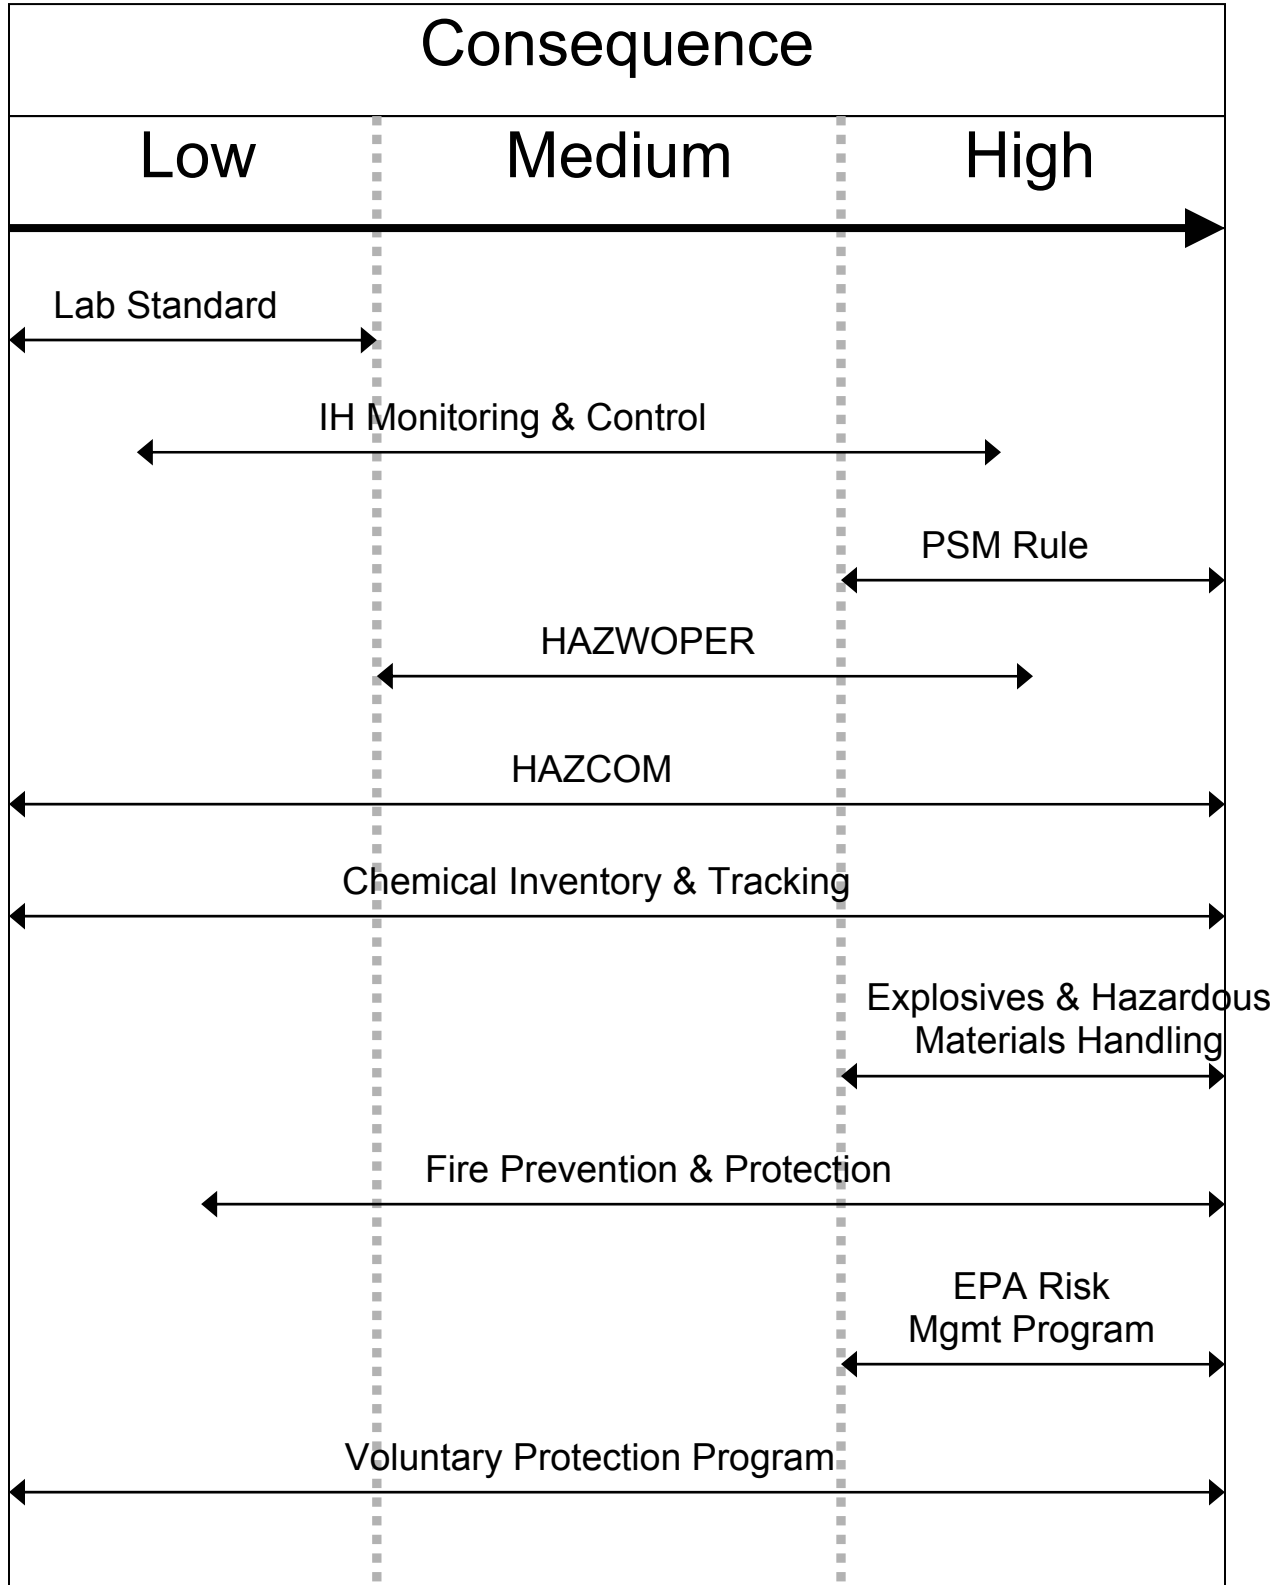 Consequence
Low Medium High
Lab Standard
IH Monitoring & Control
PSM Rule
HAZWOPER
HAZCOM
Chemical Inventory & Tracking
Explosives & Hazardous
Materials Handling
Fire Prevention & Protection
EPA Risk
Mgmt Program
Voluntary Protection Program